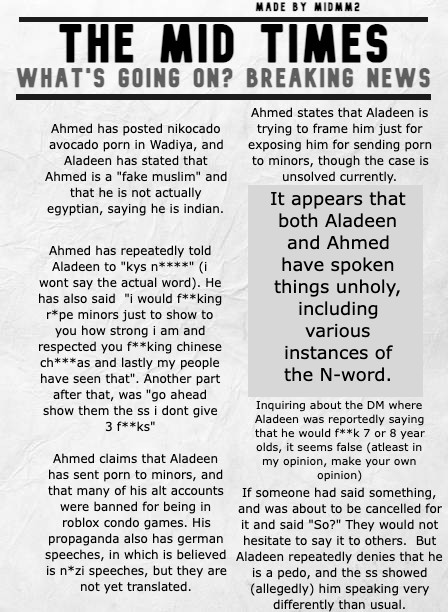 MADE BY MIDMM2
THE MID TIMES
WHAT'S GOING ON? BREAKING NEWS
Ahmed has posted nikocado
avocado porn in Wadiya, and
Aladeen has stated that
Ahmed is a "fake muslim" and
that he is not actually
egyptian, saying he is indian.
Ahmed has repeatedly told
Aladeen to "kys n****" (i
wont say the actual word). He
has also said "i would f**king
r*pe minors just to show to
you how strong i am and
respected you f**king chinese
ch***as and lastly my people
have seen that". Another part
after that, was "go ahead
show them the ss i dont give
3 f**ks"
Ahmed claims that Aladeen
has sent porn to minors, and
that many of his alt accounts
were banned for being in
roblox condo games. His
propaganda also has german
speeches, in which is believed
is n*zi speeches, but they are
not yet translated.
Ahmed states that Aladeen is
trying to frame him just for
exposing him for sending porn
to minors, though the case is
unsolved currently.
It appears that
both Aladeen
and Ahmed
have spoken
things unholy,
including
various
instances of
the N-word.
Inquiring about the DM where
Aladeen was reportedly saying
that he would f**k 7 or 8 year
olds, it seems false (atleast in
my opinion, make your own
opinion)
If someone had said something,
and was about to be cancelled for
it and said "So?" They would not
hesitate to say it to others. But
Aladeen repeatedly denies that he
is a pedo, and the ss showed
(allegedly) him speaking very
differently than usual.